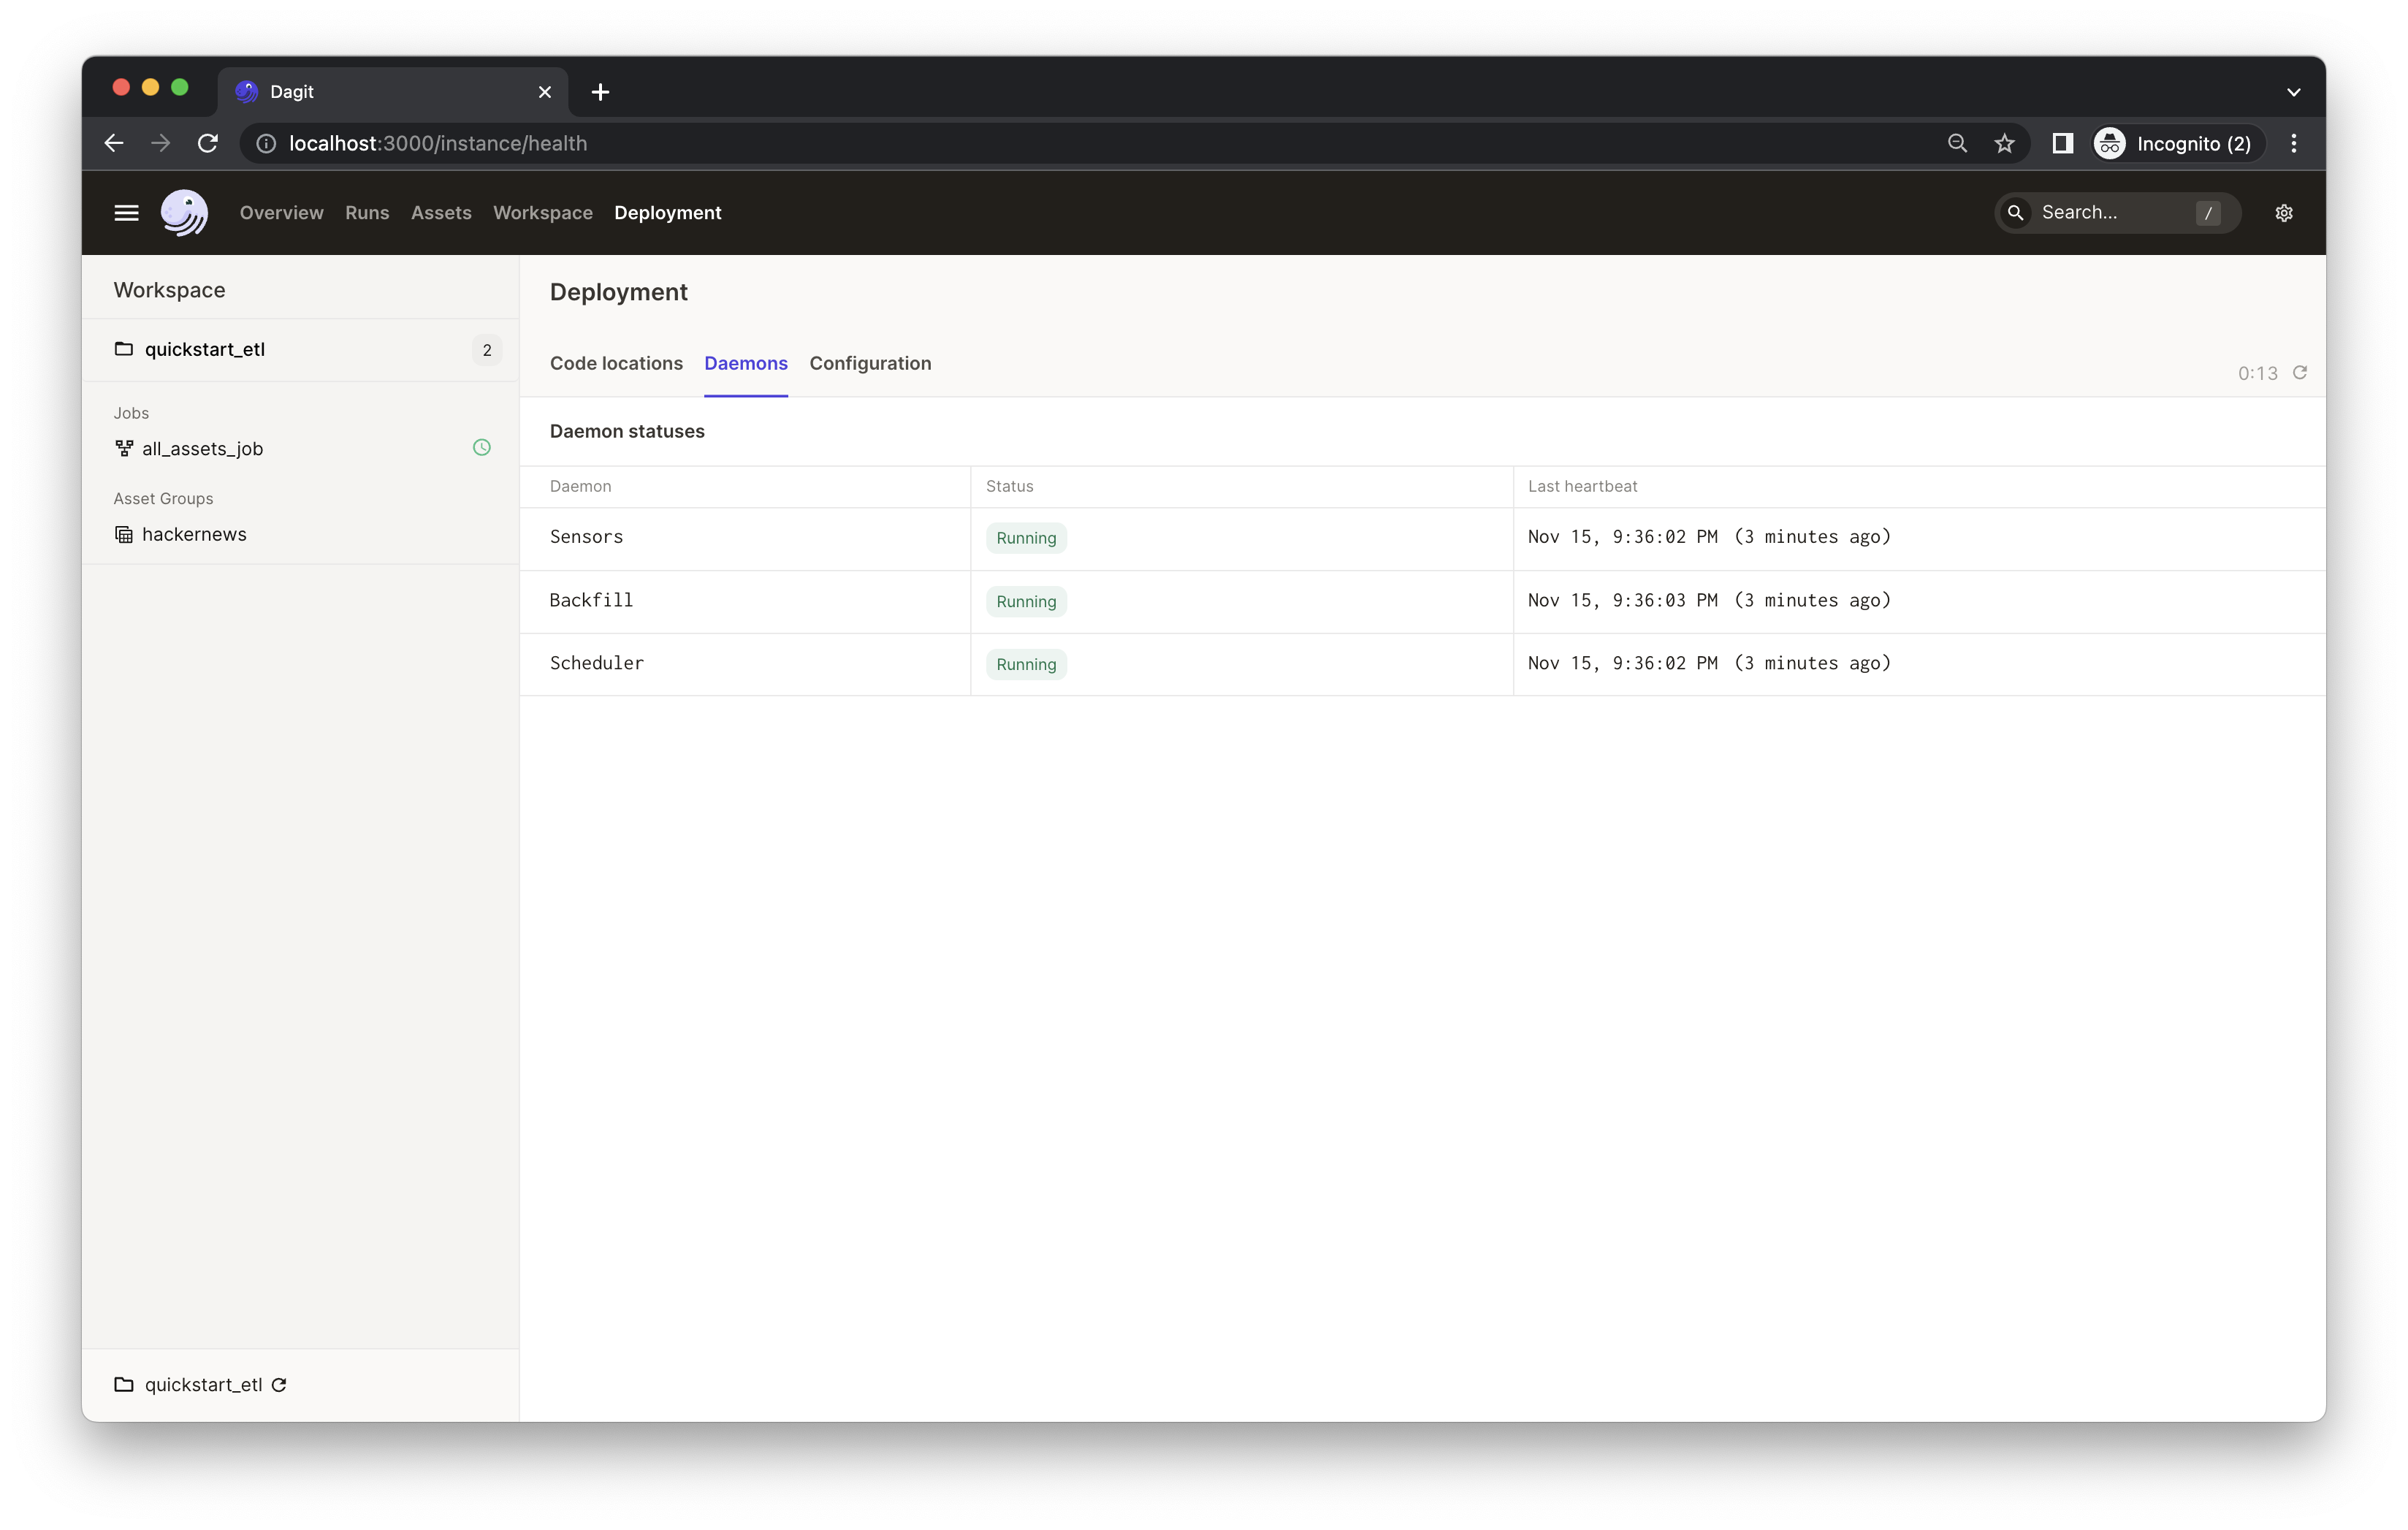 Dagit
localhost:3000/instance/health
Incognito (2)
Overview Runs Assets Workspace Deployment
Search... /
Workspace
quickstart_etl 2
Jobs
all_assets_job
Asset Groups
hackernews
quickstart_etl
Deployment
Code locations Daemons Configuration
0:13
Daemon statuses
Daemon Status Last heartbeat
Sensors Running Nov 15, 9:36:02 PM (3 minutes ago)
Backfill Running Nov 15, 9:36:03 PM (3 minutes ago)
Scheduler Running Nov 15, 9:36:02 PM (3 minutes ago)